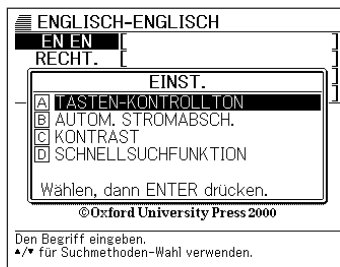 ENGLISCH-ENGLISCH
EN EN [ ]
RECHT. [ ]
EINST.
A TASTEN-KONTROLLTON
B AUTOM. STROMABSCH.
C KONTRAST
D SCHNELLSUCHFUNKTION
Wählen, dann ENTER drücken.
©Oxford University Press 2000
Den Begriff eingeben.
▲/▼ für Suchmethoden-Wahl verwenden.